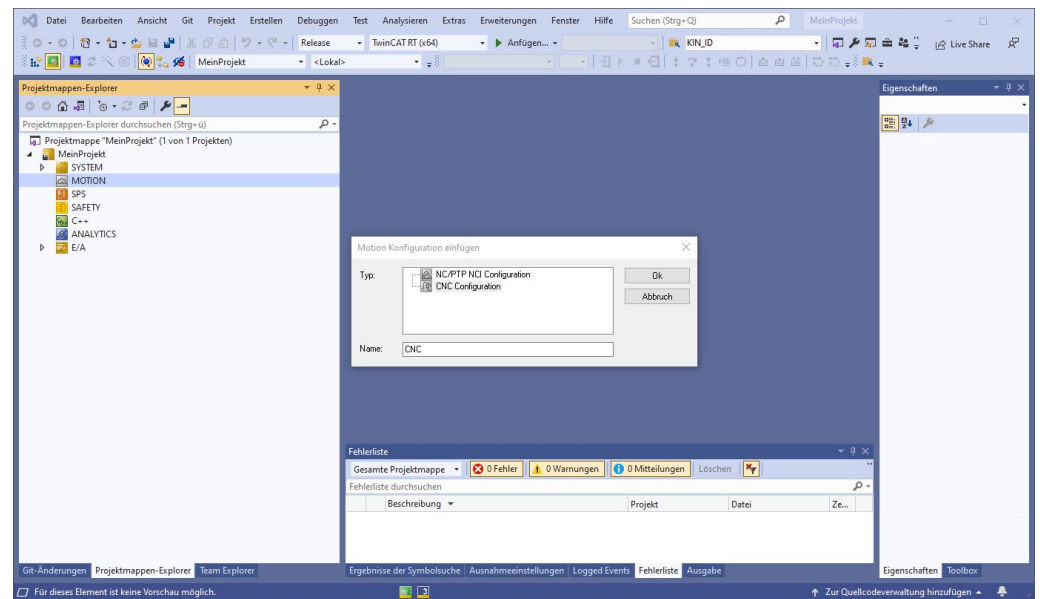 Datei Bearbeiten Ansicht Git Projekt Erstellen Debuggen Test Analysieren Extras Erweiterungen Fenster Hilfe Suchen (Strg+Q) MeinProjekt
Release TwinCAT RT (x64) Anfügen... KIN_ID Live Share
MeinProjekt <Lokal>
Projektmappen-Explorer
Projektmappen-Explorer durchsuchen (Strg+ü)
Projektmappe "MeinProjekt" (1 von 1 Projekten)
MeinProjekt
SYSTEM
MOTION
SPS
SAFETY
C++
ANALYTICS
E/A
Motion Konfiguration einfügen
Typ:
NC/PTP NCI Configuration
CNC Configuration
Ok
Abbruch
Name: CNC
Fehlerliste
Gesamte Projektmappe 0 Fehler 0 Warnungen 0 Mitteilungen Löschen
Fehlerliste durchsuchen
Beschreibung Projekt Datei Ze...
Eigenschaften
Git-Änderungen Projektmappen-Explorer Team Explorer
Ergebnisse der Symbolsuche Ausnahmeeinstellungen Logged Events Fehlerliste Ausgabe
Eigenschaften Toolbox
Für dieses Element ist keine Vorschau möglich.
3
Zur Quellcodeverwaltung hinzufügen